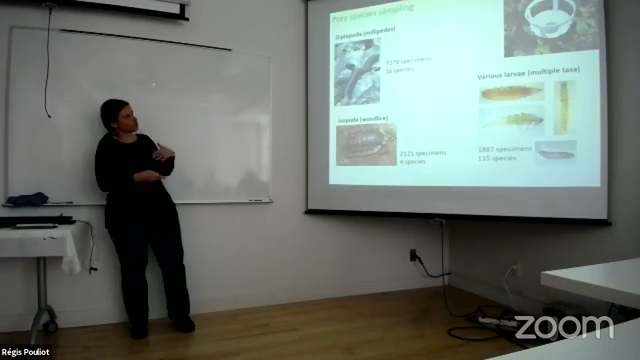 Prey species sampling
Diplopoda (millipedes)
7270 specimens
16 species
Various larvae (multiple taxa)
Isopoda (woodlice)
2121 specimens
4 species
1887 specimens
115 species
zoom
Régis Pouliot